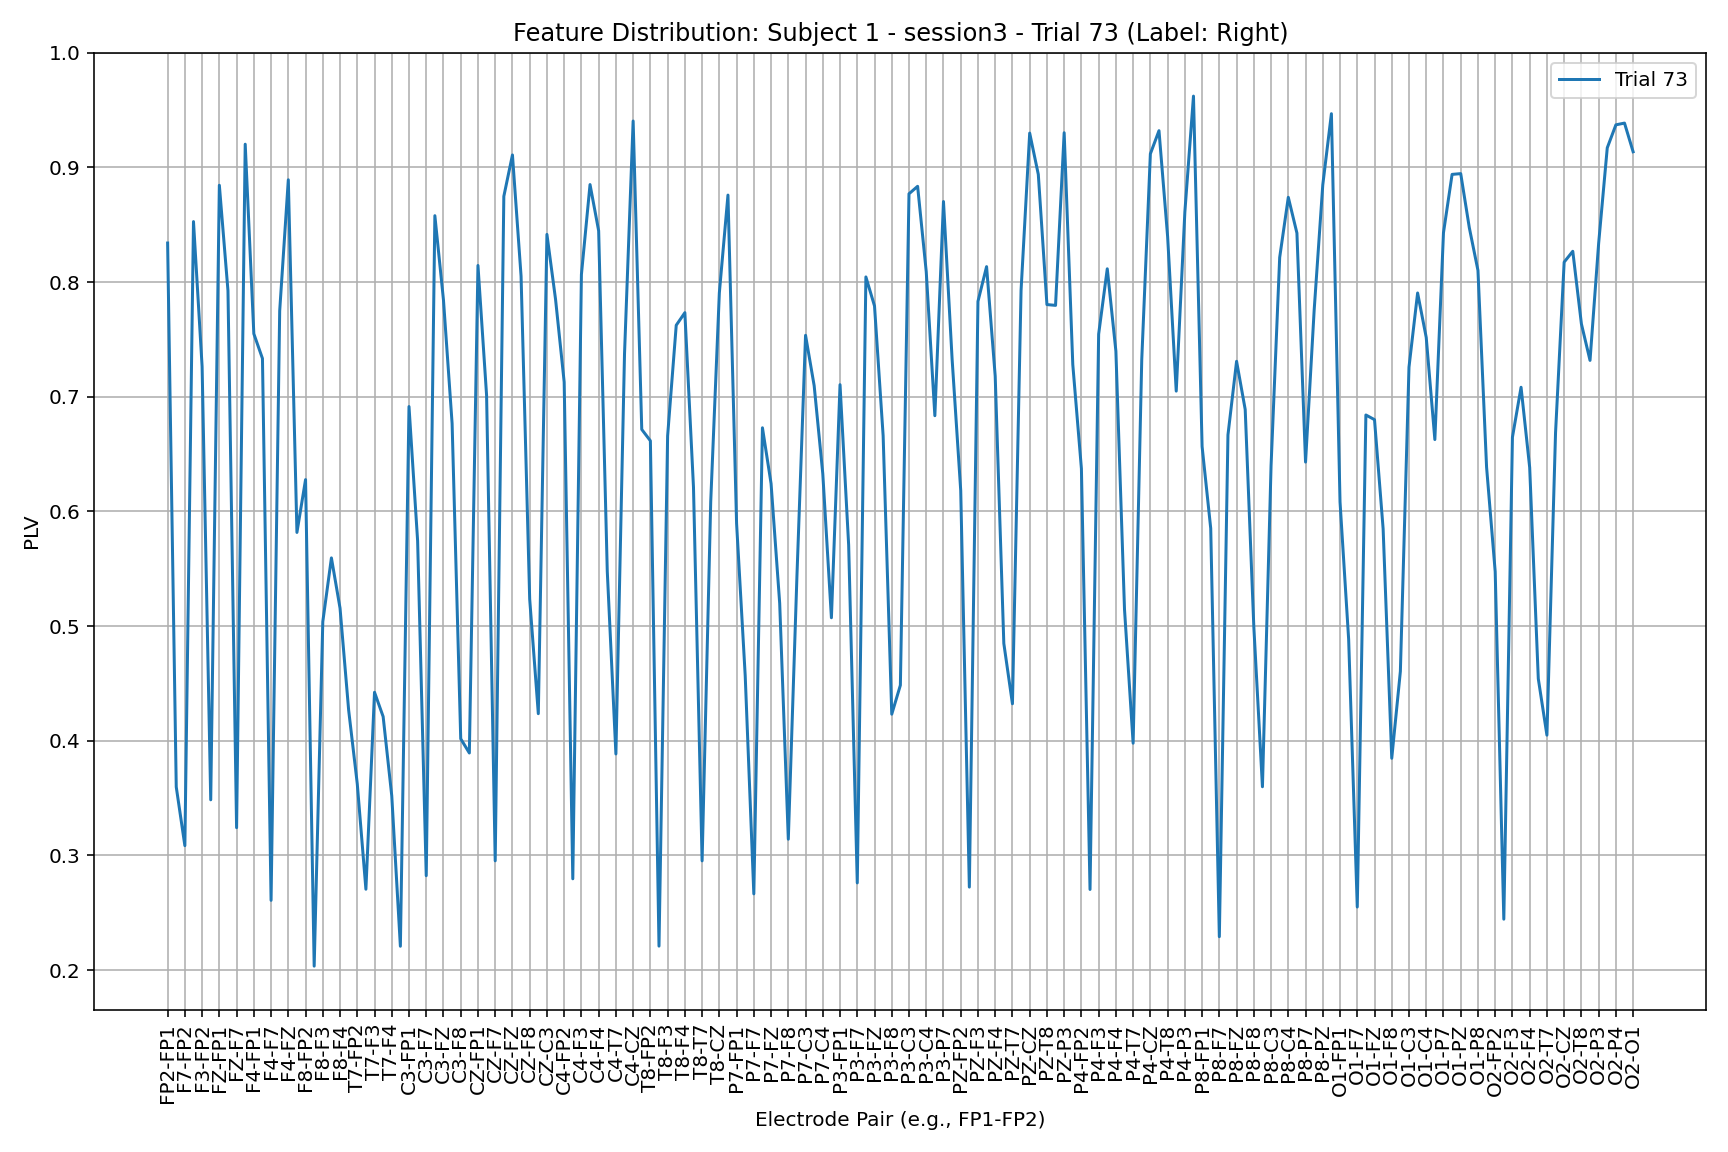 Feature Distribution: Subject 1 - session3 - Trial 73 (Label: Right)
Trial 73
PLV
1.0
0.9
0.8
0.7
0.6
0.5
0.4
0.3
0.2
FP2-FP1
F7-FP2
F3-FP2
FZ-FP1
FZ-F7
F4-FP1
F4-F7
F4-FZ
F8-FP2
F8-F3
F8-F4
T7-FP2
T7-F3
T7-F4
C3-FP1
C3-F7
C3-FZ
C3-F8
CZ-FP1
CZ-F7
CZ-FZ
CZ-F8
CZ-C3
C4-FP2
C4-F3
C4-F4
C4-T7
C4-CZ
T8-FP2
T8-F3
T8-F4
T8-T7
T8-CZ
P7-FP1
P7-F7
P7-FZ
P7-F8
P7-C3
P7-C4
P3-FP1
P3-F7
P3-FZ
P3-F8
P3-C3
P3-C4
P3-P7
PZ-FP2
PZ-F3
PZ-F4
PZ-T7
PZ-CZ
PZ-T8
PZ-P3
P4-FP2
P4-F3
P4-F4
P4-T7
P4-CZ
P4-T8
P4-P3
P8-FP1
P8-F7
P8-FZ
P8-F8
P8-C3
P8-C4
P8-P7
P8-PZ
O1-FP1
O1-F7
O1-FZ
O1-F8
O1-C3
O1-C4
O1-P7
O1-PZ
O1-P8
O2-FP2
O2-F3
O2-F4
O2-T7
O2-CZ
O2-T8
O2-P3
O2-P4
O2-O1
Electrode Pair (e.g., FP1-FP2)